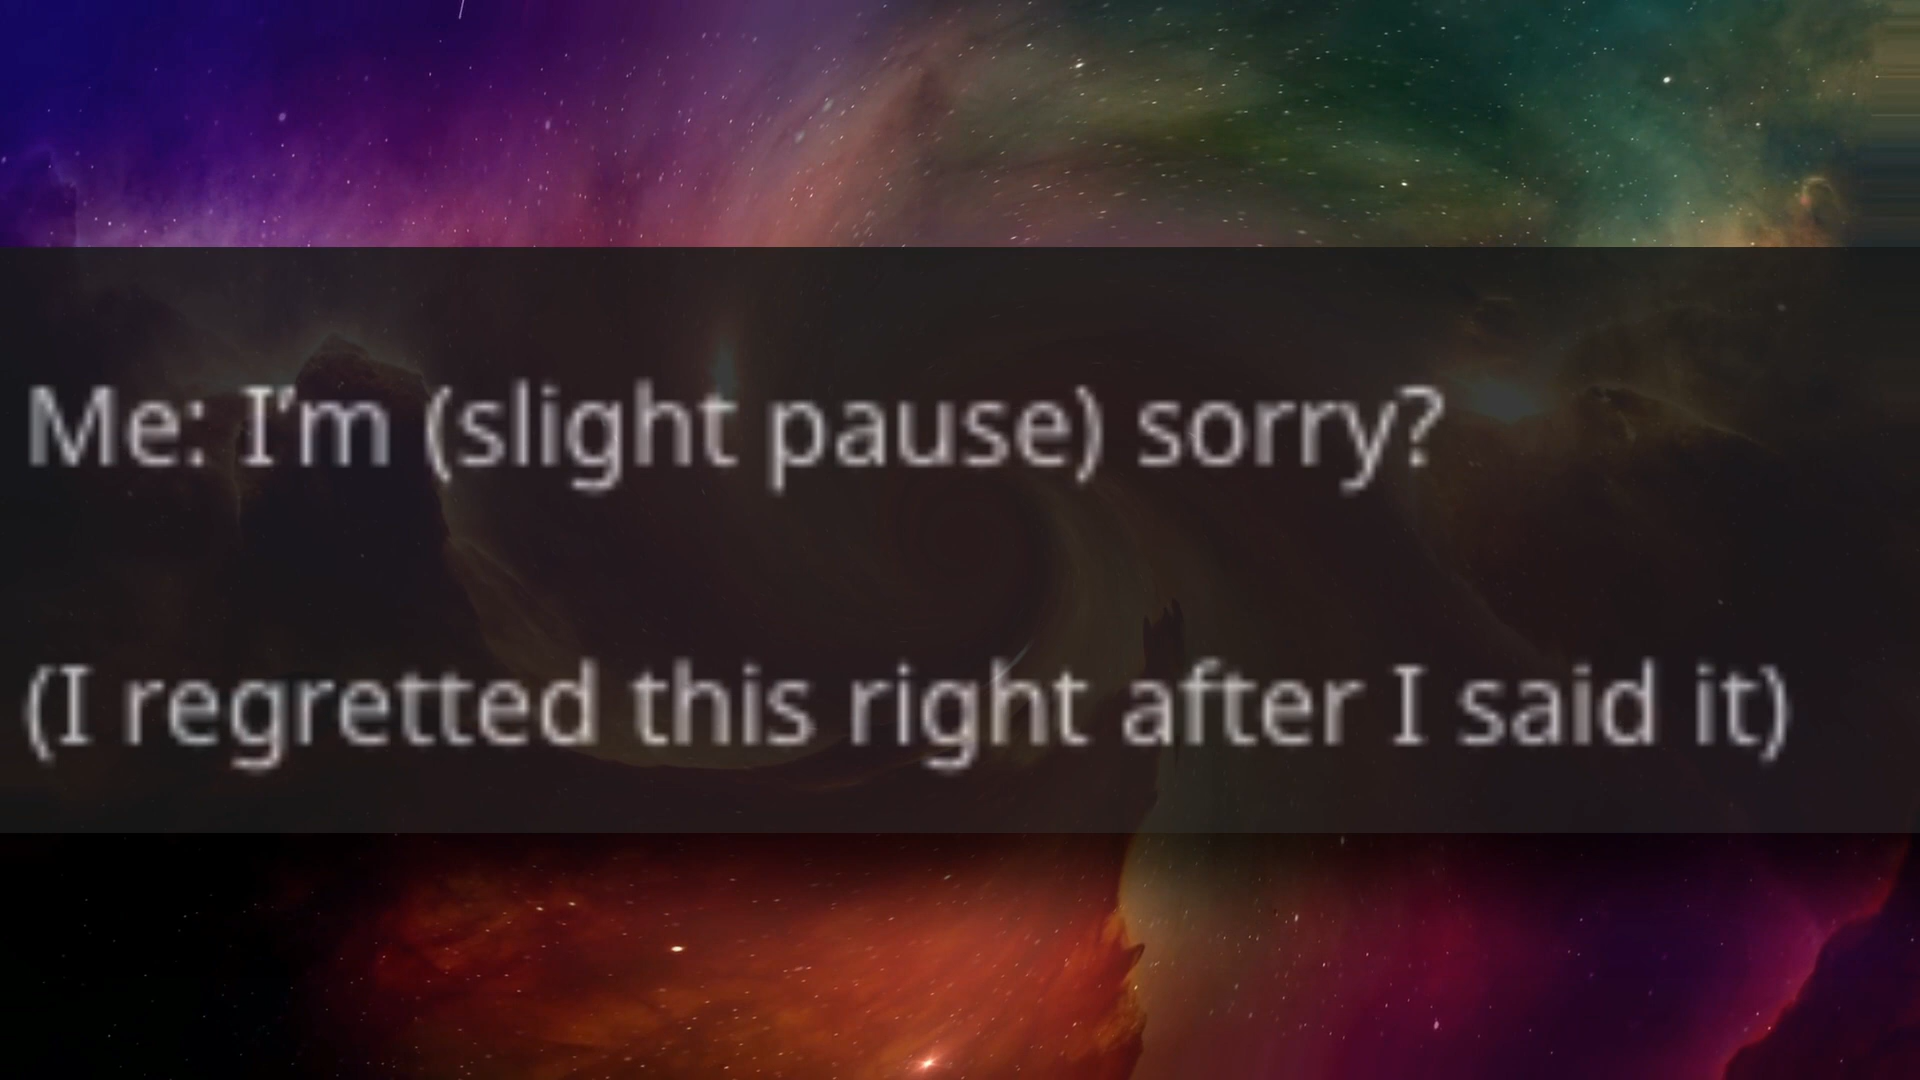 Me: I'm (slight pause) sorry?
(I regretted this right after I said it)